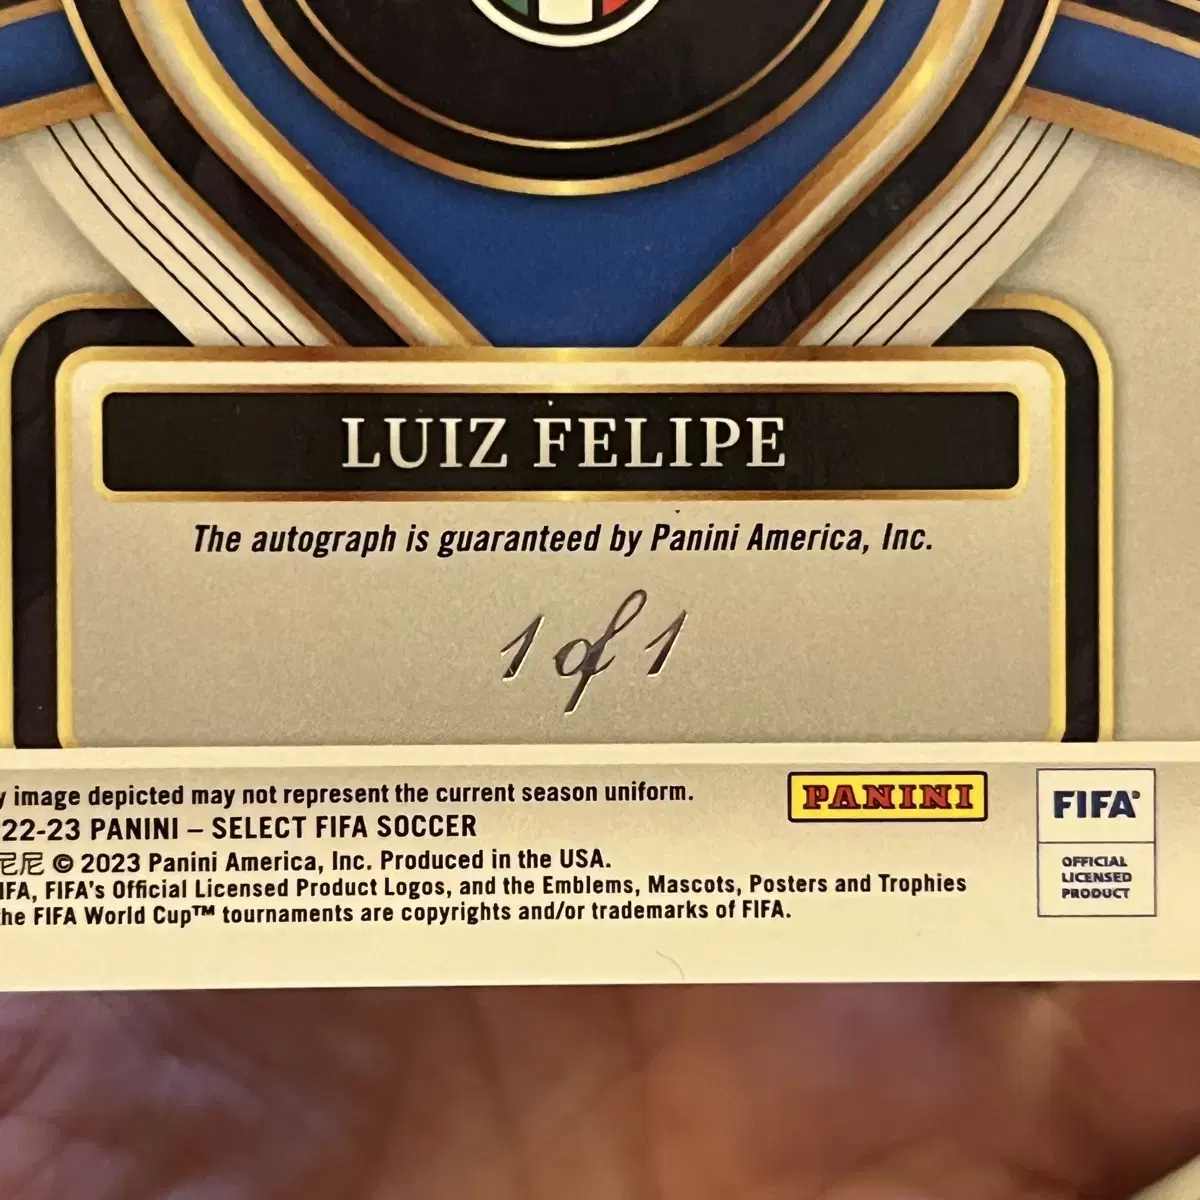 LUIZ FELIPE
The autograph is guaranteed by Panini America, Inc.
1 of 1
image depicted may not represent the current season uniform.
22-23 PANINI – SELECT FIFA SOCCER
尼 © 2023 Panini America, Inc. Produced in the USA.
FIFA's Official Licensed Product Logos, and the Emblems, Mascots, Posters and Trophies
the FIFA World Cup™ tournaments are copyrights and/or trademarks of FIFA.
PANINI
FIFA®
OFFICIAL
LICENSED
PRODUCT